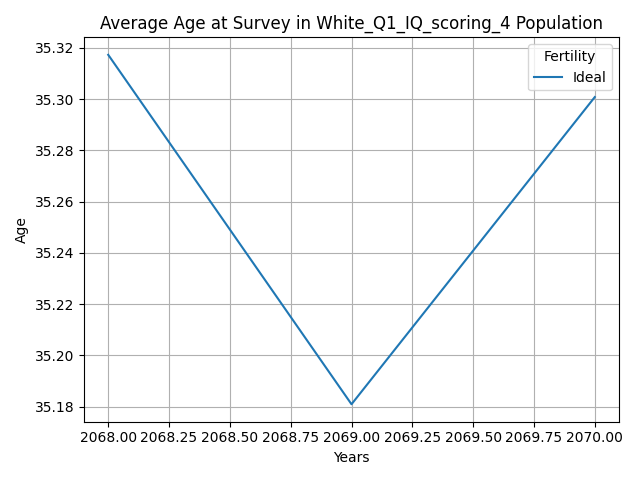 Average Age at Survey in White_Q1_IQ_scoring_4 Population
35.32
35.30
35.28
35.26
35.24
35.22
35.20
35.18
Age
Fertility
Ideal
2068.00 2068.25 2068.50 2068.75 2069.00 2069.25 2069.50 2069.75 2070.00
Years